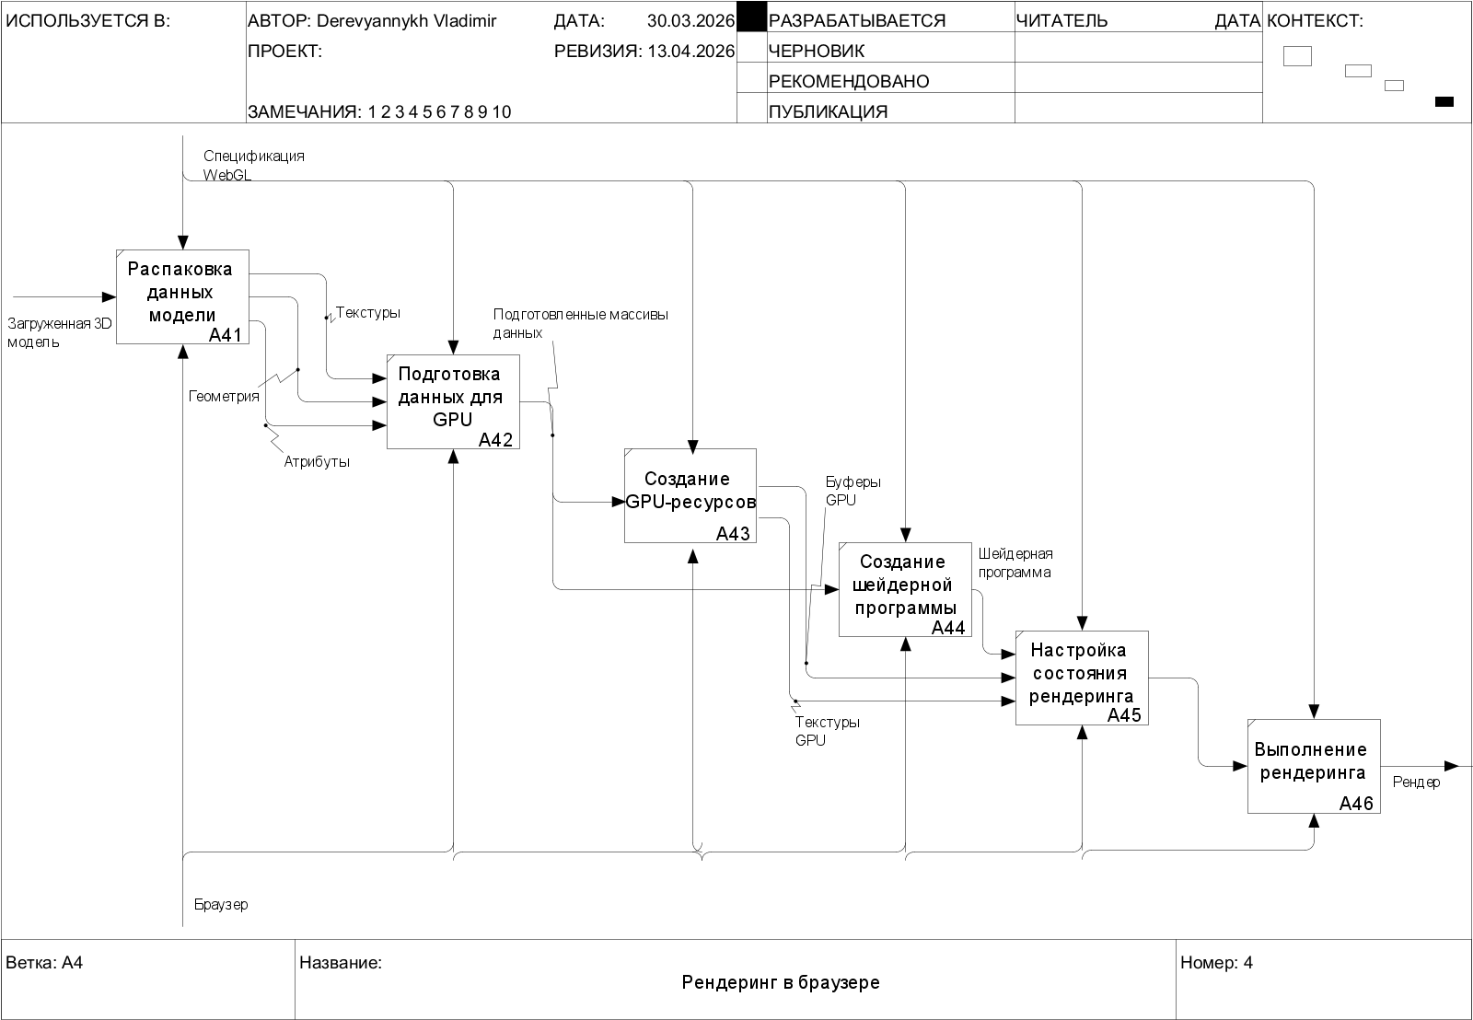 ИСПОЛЬЗУЕТСЯ В:
АВТОР: Derevyannykh Vladimir
ДАТА: 30.03.2026
РАЗРАБАТЫВАЕТСЯ
ЧИТАТЕЛЬ
ДАТА
КОНТЕКСТ:
ПРОЕКТ:
РЕВИЗИЯ: 13.04.2026
ЧЕРНОВИК
РЕКОМЕНДОВАНО
ЗАМЕЧАНИЯ: 1 2 3 4 5 6 7 8 9 10
ПУБЛИКАЦИЯ
Спецификация
WebGL
Распаковка
данных
модели
A41
Загруженная 3D
модель
Текстуры
Геометрия
Атрибуты
Подготовка
данных для
GPU
A42
Подготовленные массивы
данных
Создание
GPU-ресурсов
A43
Буферы
GPU
Создание
шейдерной
программы
A44
Шейдерная
программа
Настройка
состояния
рендеринга
A45
Текстуры
GPU
Выполнение
рендеринга
A46
Рендер
Браузер
Ветка: A4
Название:
Рендеринг в браузере
Номер: 4